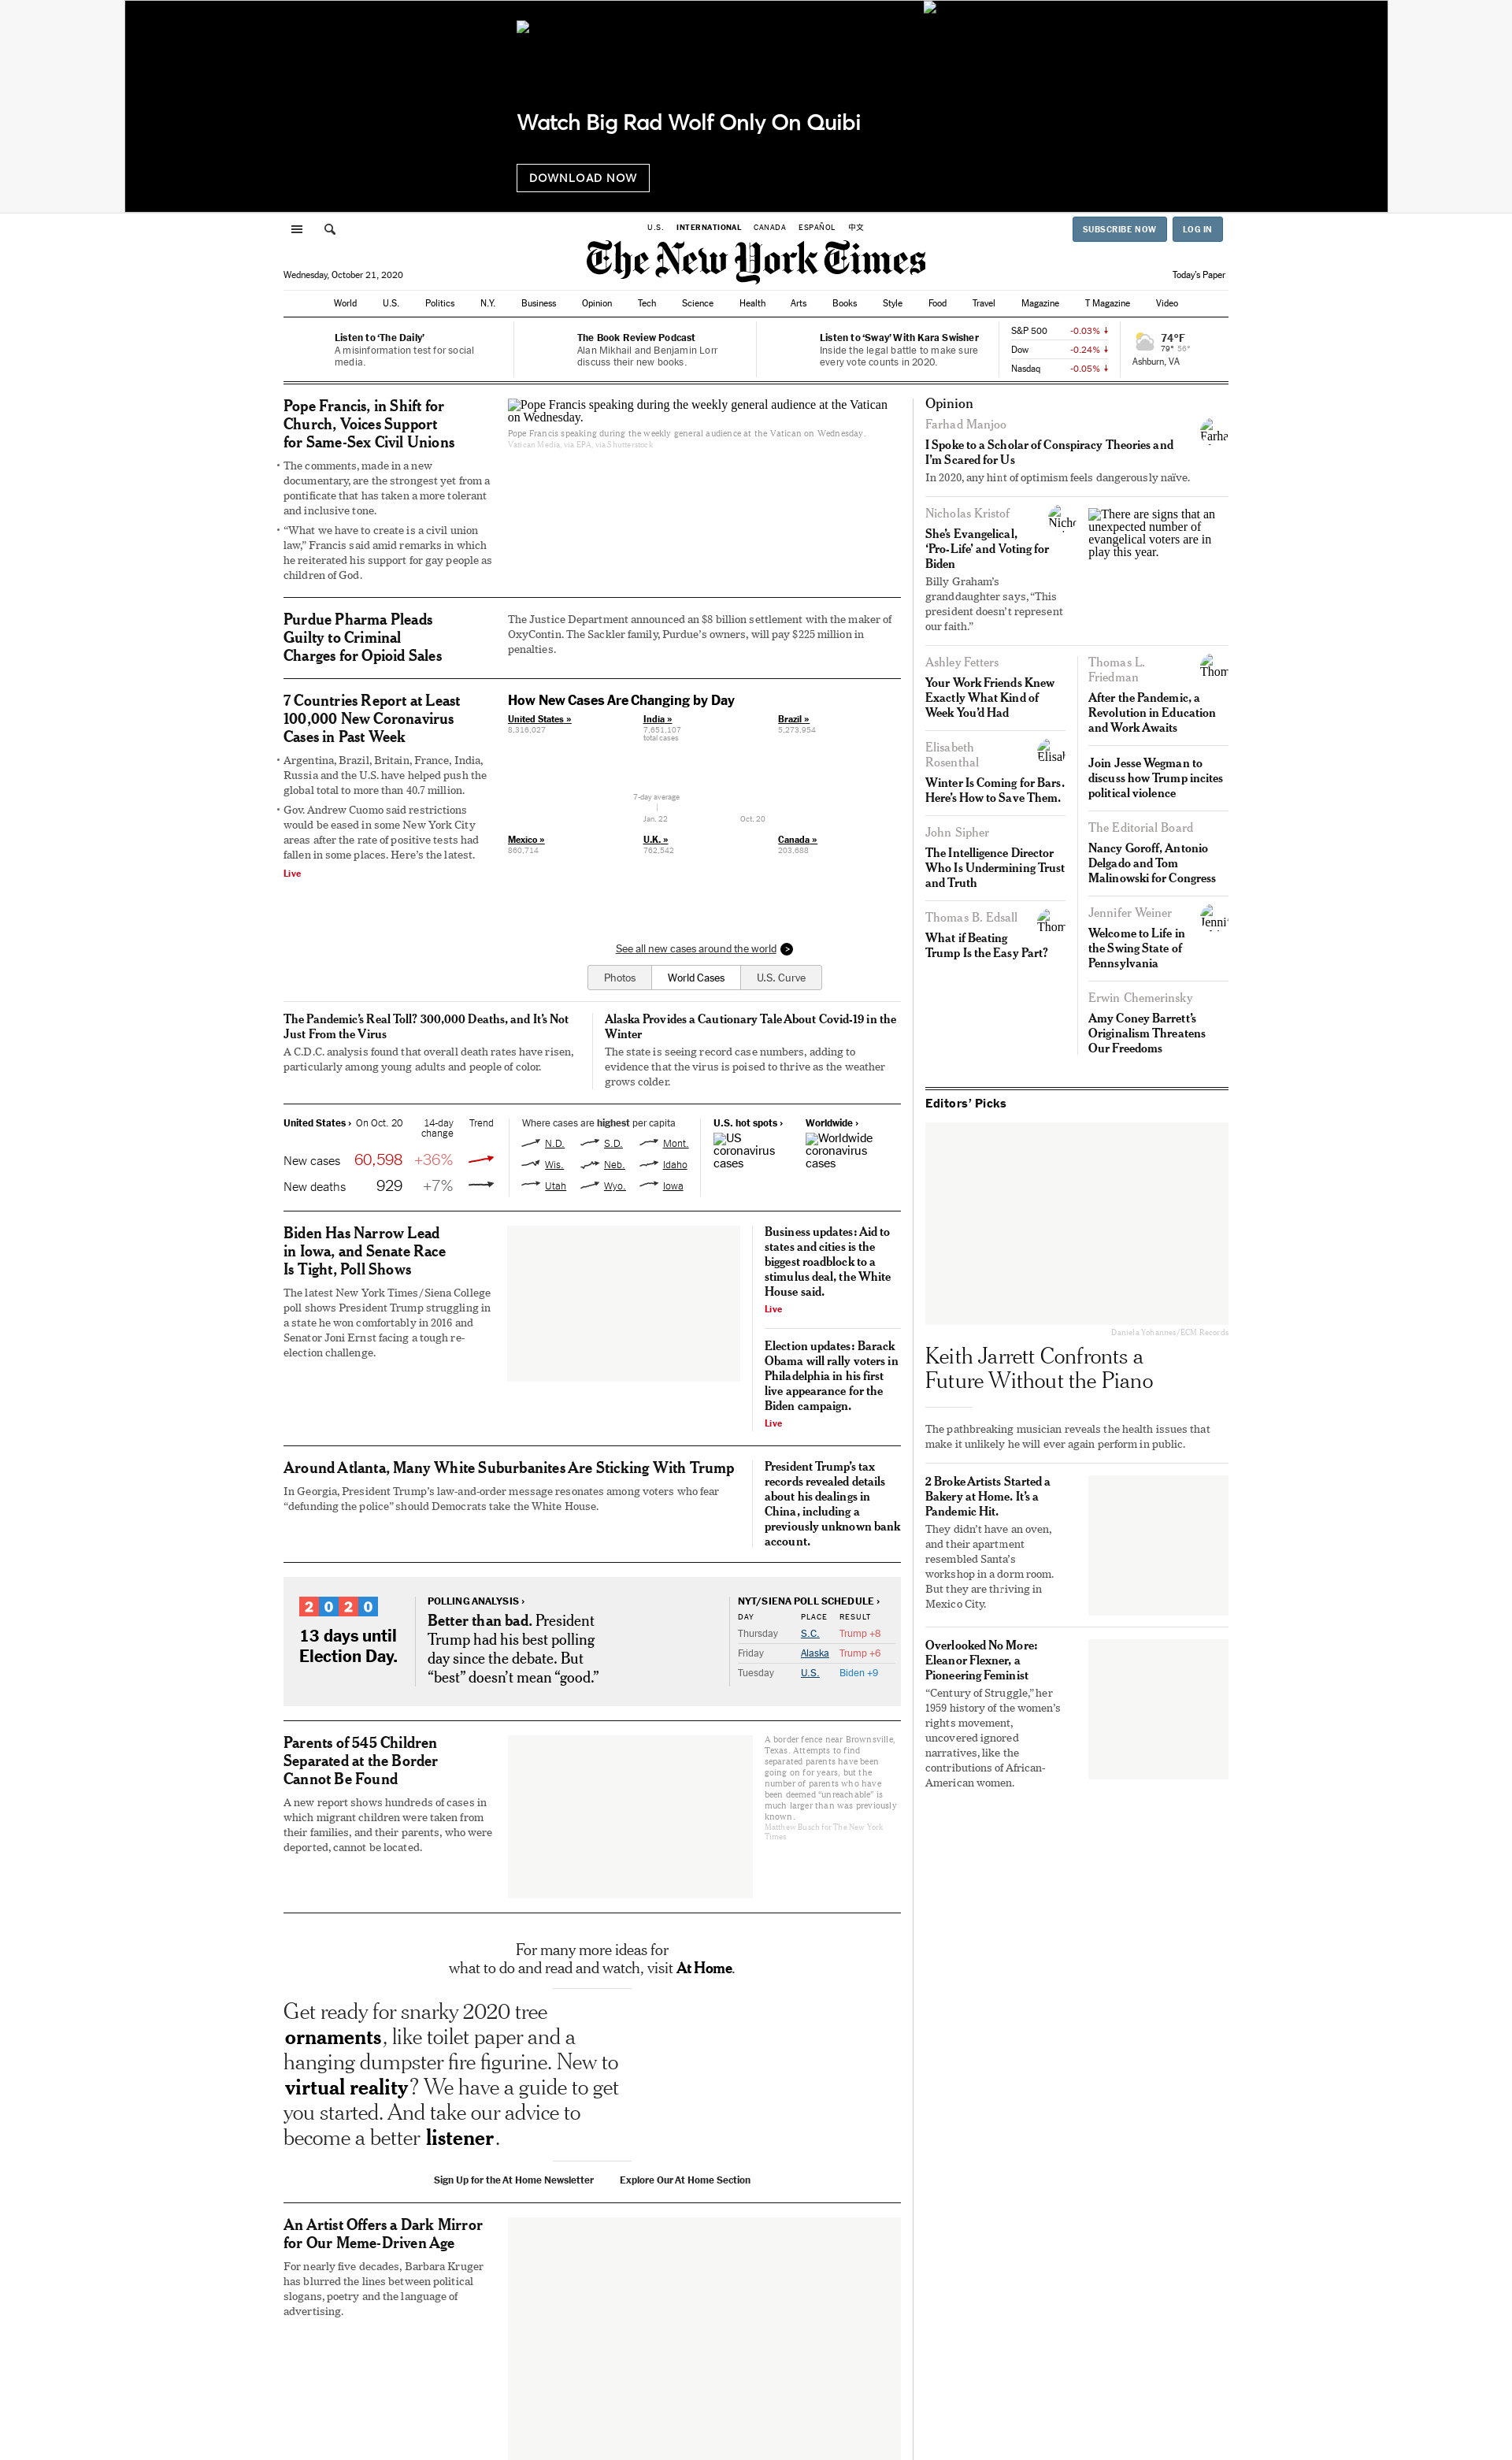 Watch Big Rad Wolf Only On Quibi
DOWNLOAD NOW
U.S.
INTERNATIONAL
CANADA
ESPAÑOL
中文
SUBSCRIBE NOW
LOG IN
The New York Times
Wednesday, October 21, 2020
Today's Paper
World
U.S.
Politics
N.Y.
Business
Opinion
Tech
Science
Health
Arts
Books
Style
Food
Travel
Magazine
T Magazine
Video
Listen to ‘The Daily’
A misinformation test for social
media.
The Book Review Podcast
Alan Mikhail and Benjamin Lorr
discuss their new books.
Listen to ‘Sway’ With Kara Swisher
Inside the legal battle to make sure
every vote counts in 2020.
S&P 500 -0.03% ↓
Dow -0.24% ↓
Nasdaq -0.05% ↓
74°F
79° 56°
Ashburn, VA
Pope Francis, in Shift for
Church, Voices Support
for Same-Sex Civil Unions
• The comments, made in a new
documentary, are the strongest yet from a
pontificate that has taken a more tolerant
and inclusive tone.
• “What we have to create is a civil union
law,” Francis said amid remarks in which
he reiterated his support for gay people as
children of God.
Pope Francis speaking during the weekly general audience at the Vatican
on Wednesday.
Pope Francis speaking during the weekly general audience at the Vatican on Wednesday.
Vatican Media, via EPA, via Shutterstock
Purdue Pharma Pleads
Guilty to Criminal
Charges for Opioid Sales
The Justice Department announced an $8 billion settlement with the maker of
OxyContin. The Sackler family, Purdue’s owners, will pay $225 million in
penalties.
7 Countries Report at Least
100,000 New Coronavirus
Cases in Past Week
• Argentina, Brazil, Britain, France, India,
Russia and the U.S. have helped push the
global total to more than 40.7 million.
• Gov. Andrew Cuomo said restrictions
would be eased in some New York City
areas after the rate of positive tests had
fallen in some places. Here’s the latest.
Live
How New Cases Are Changing by Day
United States »
8,316,027
India »
7,651,107
total cases
Brazil »
5,273,954
7-day average
Jan. 22
Oct. 20
Mexico »
860,714
U.K. »
762,542
Canada »
203,688
See all new cases around the world >
Photos
World Cases
U.S. Curve
The Pandemic’s Real Toll? 300,000 Deaths, and It’s Not
Just From the Virus
A C.D.C. analysis found that overall death rates have risen,
particularly among young adults and people of color.
Alaska Provides a Cautionary Tale About Covid-19 in the
Winter
The state is seeing record case numbers, adding to
evidence that the virus is poised to thrive as the weather
grows colder.
United States › On Oct. 20 14-day
change Trend
New cases 60,598 +36%
New deaths 929 +7%
Where cases are highest per capita
N.D. S.D. Mont.
Wis. Neb. Idaho
Utah Wyo. Iowa
U.S. hot spots ›
US
coronavirus
cases
Worldwide ›
Worldwide
coronavirus
cases
Biden Has Narrow Lead
in Iowa, and Senate Race
Is Tight, Poll Shows
The latest New York Times/Siena College
poll shows President Trump struggling in
a state he won comfortably in 2016 and
Senator Joni Ernst facing a tough re-
election challenge.
Business updates: Aid to
states and cities is the
biggest roadblock to a
stimulus deal, the White
House said.
Live
Election updates: Barack
Obama will rally voters in
Philadelphia in his first
live appearance for the
Biden campaign.
Live
Around Atlanta, Many White Suburbanites Are Sticking With Trump
In Georgia, President Trump’s law-and-order message resonates among voters who fear
“defunding the police” should Democrats take the White House.
President Trump’s tax
records revealed details
about his dealings in
China, including a
previously unknown bank
account.
2020
13 days until
Election Day.
POLLING ANALYSIS ›
Better than bad. President
Trump had his best polling
day since the debate. But
“best” doesn’t mean “good.”
NYT/SIENA POLL SCHEDULE ›
DAY PLACE RESULT
Thursday S.C. Trump +8
Friday Alaska Trump +6
Tuesday U.S. Biden +9
Parents of 545 Children
Separated at the Border
Cannot Be Found
A new report shows hundreds of cases in
which migrant children were taken from
their families, and their parents, who were
deported, cannot be located.
A border fence near Brownsville,
Texas. Attempts to find
separated parents have been
going on for years, but the
number of parents who have
been deemed “unreachable” is
much larger than was previously
known.
Matthew Busch for The New York
Times
For many more ideas for
what to do and read and watch, visit At Home.
Get ready for snarky 2020 tree
ornaments, like toilet paper and a
hanging dumpster fire figurine. New to
virtual reality? We have a guide to get
you started. And take our advice to
become a better listener.
Sign Up for the At Home Newsletter
Explore Our At Home Section
An Artist Offers a Dark Mirror
for Our Meme-Driven Age
For nearly five decades, Barbara Kruger
has blurred the lines between political
slogans, poetry and the language of
advertising.
Opinion
Farhad Manjoo
I Spoke to a Scholar of Conspiracy Theories and
I’m Scared for Us
In 2020, any hint of optimism feels dangerously naïve.
Nicholas Kristof
She’s Evangelical,
‘Pro-Life’ and Voting for
Biden
Billy Graham’s
granddaughter says, “This
president doesn’t represent
our faith.”
There are signs that an
unexpected number of
evangelical voters are in
play this year.
Ashley Fetters
Your Work Friends Knew
Exactly What Kind of
Week You’d Had
Elisabeth
Rosenthal
Winter Is Coming for Bars.
Here’s How to Save Them.
John Sipher
The Intelligence Director
Who Is Undermining Trust
and Truth
Thomas B. Edsall
What if Beating
Trump Is the Easy Part?
Thomas L.
Friedman
After the Pandemic, a
Revolution in Education
and Work Awaits
Join Jesse Wegman to
discuss how Trump incites
political violence
The Editorial Board
Nancy Goroff, Antonio
Delgado and Tom
Malinowski for Congress
Jennifer Weiner
Welcome to Life in
the Swing State of
Pennsylvania
Erwin Chemerinsky
Amy Coney Barrett’s
Originalism Threatens
Our Freedoms
Editors’ Picks
Daniela Yohannes/ECM Records
Keith Jarrett Confronts a
Future Without the Piano
The pathbreaking musician reveals the health issues that
make it unlikely he will ever again perform in public.
2 Broke Artists Started a
Bakery at Home. It’s a
Pandemic Hit.
They didn’t have an oven,
and their apartment
resembled Santa’s
workshop in a dorm room.
But they are thriving in
Mexico City.
Overlooked No More:
Eleanor Flexner, a
Pioneering Feminist
“Century of Struggle,” her
1959 history of the women’s
rights movement,
uncovered ignored
narratives, like the
contributions of African-
American women.